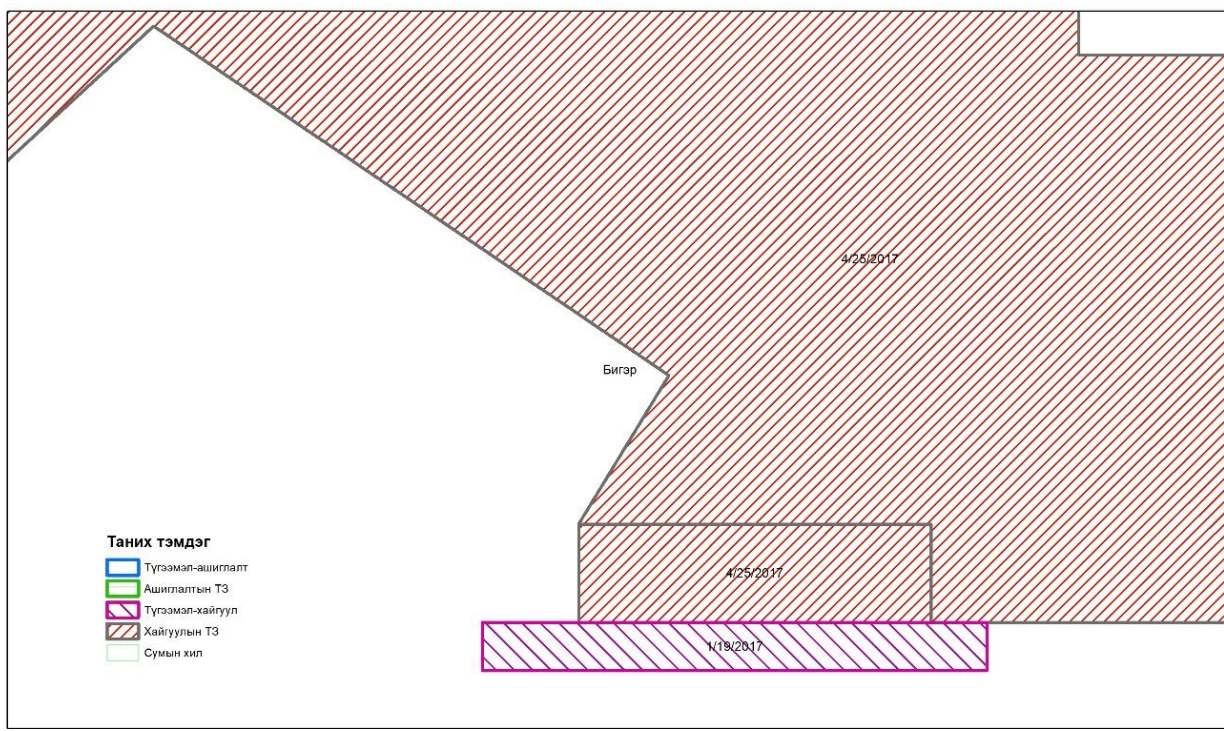 4/25/2017
Бигэр
4/25/2017
1/19/2017
Таних тэмдэг
Түгээмэл-ашиглалт
Ашиглалтын ТЗ
Түгээмэл-хайгуул
Хайгуулын ТЗ
Сумын хил